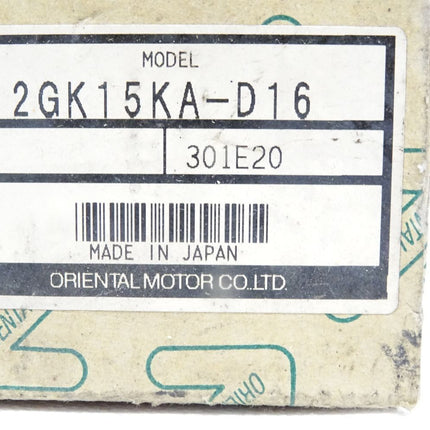 MODEL
2GK15KA-D16
301E20
MADE IN JAPAN
ORIENTAL MOTOR CO.LTD.